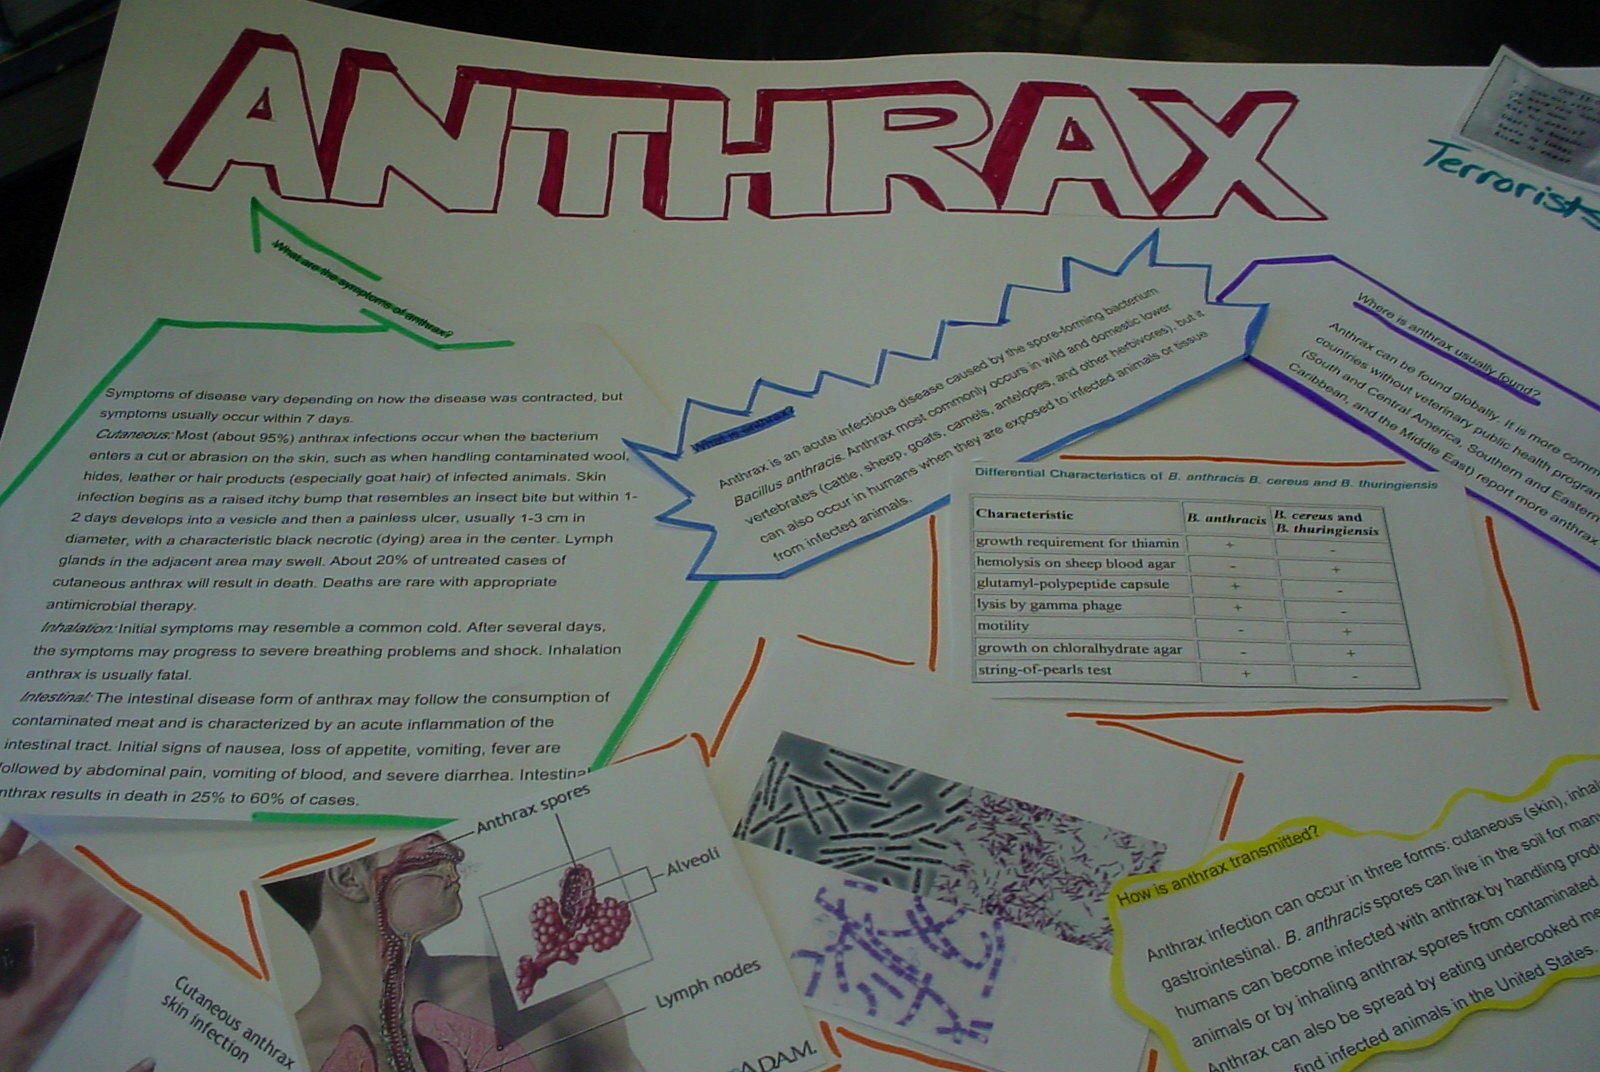 ANTHRAX
Terrorists
What are the symptoms of anthrax?
Symptoms of disease vary depending on how the disease was contracted, but
symptoms usually occur within 7 days.
Cutaneous: Most (about 95%) anthrax infections occur when the bacterium
enters a cut or abrasion on the skin, such as when handling contaminated wool,
hides, leather or hair products (especially goat hair) of infected animals. Skin
infection begins as a raised itchy bump that resembles an insect bite but within 1-
2 days develops into a vesicle and then a painless ulcer, usually 1-3 cm in
diameter, with a characteristic black necrotic (dying) area in the center. Lymph
glands in the adjacent area may swell. About 20% of untreated cases of
cutaneous anthrax will result in death. Deaths are rare with appropriate
antimicrobial therapy.
Inhalation: Initial symptoms may resemble a common cold. After several days,
the symptoms may progress to severe breathing problems and shock. Inhalation
anthrax is usually fatal.
Intestinal: The intestinal disease form of anthrax may follow the consumption of
contaminated meat and is characterized by an acute inflammation of the
intestinal tract. Initial signs of nausea, loss of appetite, vomiting, fever are
followed by abdominal pain, vomiting of blood, and severe diarrhea. Intestinal
nthrax results in death in 25% to 60% of cases.
What is anthrax?
Anthrax is an acute infectious disease caused by the spore-forming bacterium
Bacillus anthracis. Anthrax most commonly occurs in wild and domestic lower
vertebrates (cattle, sheep, goats, camels, antelopes, and other herbivores), but it
can also occur in humans when they are exposed to infected animals or tissue
from infected animals.
Where is anthrax usually found?
Anthrax can be found globally. It is more comm
countries without veterinary public health program
(South and Central America, Southern and Eastern
Caribbean, and the Middle East) report more anthrax
Differential Characteristics of B. anthracis B. cereus and B. thuringiensis
Characteristic B. anthracis B. cereus and B. thuringiensis
growth requirement for thiamin + -
hemolysis on sheep blood agar - +
glutamyl-polypeptide capsule + -
lysis by gamma phage + -
motility - +
growth on chloralhydrate agar - +
string-of-pearls test + -
Anthrax spores
Alveoli
Lymph nodes
ADAM.
Cutaneous anthrax
skin infection
How is anthrax transmitted?
Anthrax infection can occur in three forms: cutaneous (skin), inhal
gastrointestinal. B. anthracis spores can live in the soil for man
humans can become infected with anthrax by handling prod
animals or by inhaling anthrax spores from contaminated
Anthrax can also be spread by eating undercooked me
find infected animals in the United States.